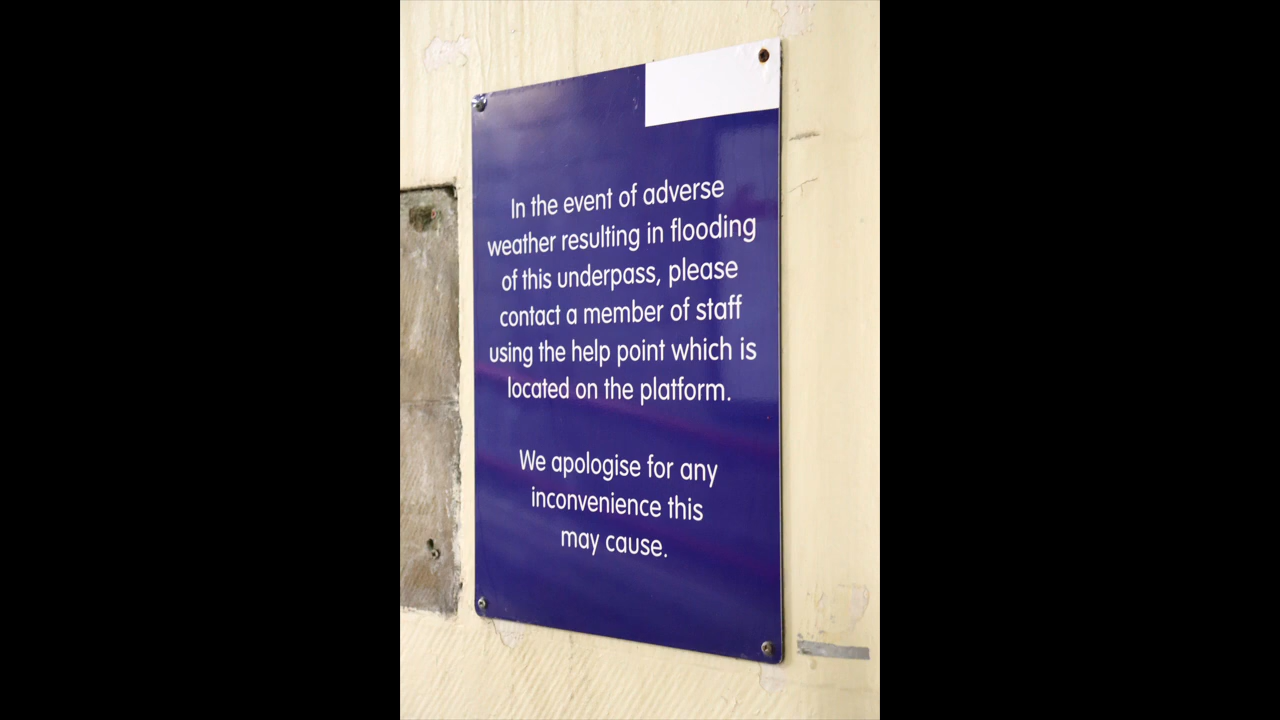 In the event of adverse
weather resulting in flooding
of this underpass, please
contact a member of staff
using the help point which is
located on the platform.
We apologise for any
inconvenience this
may cause.